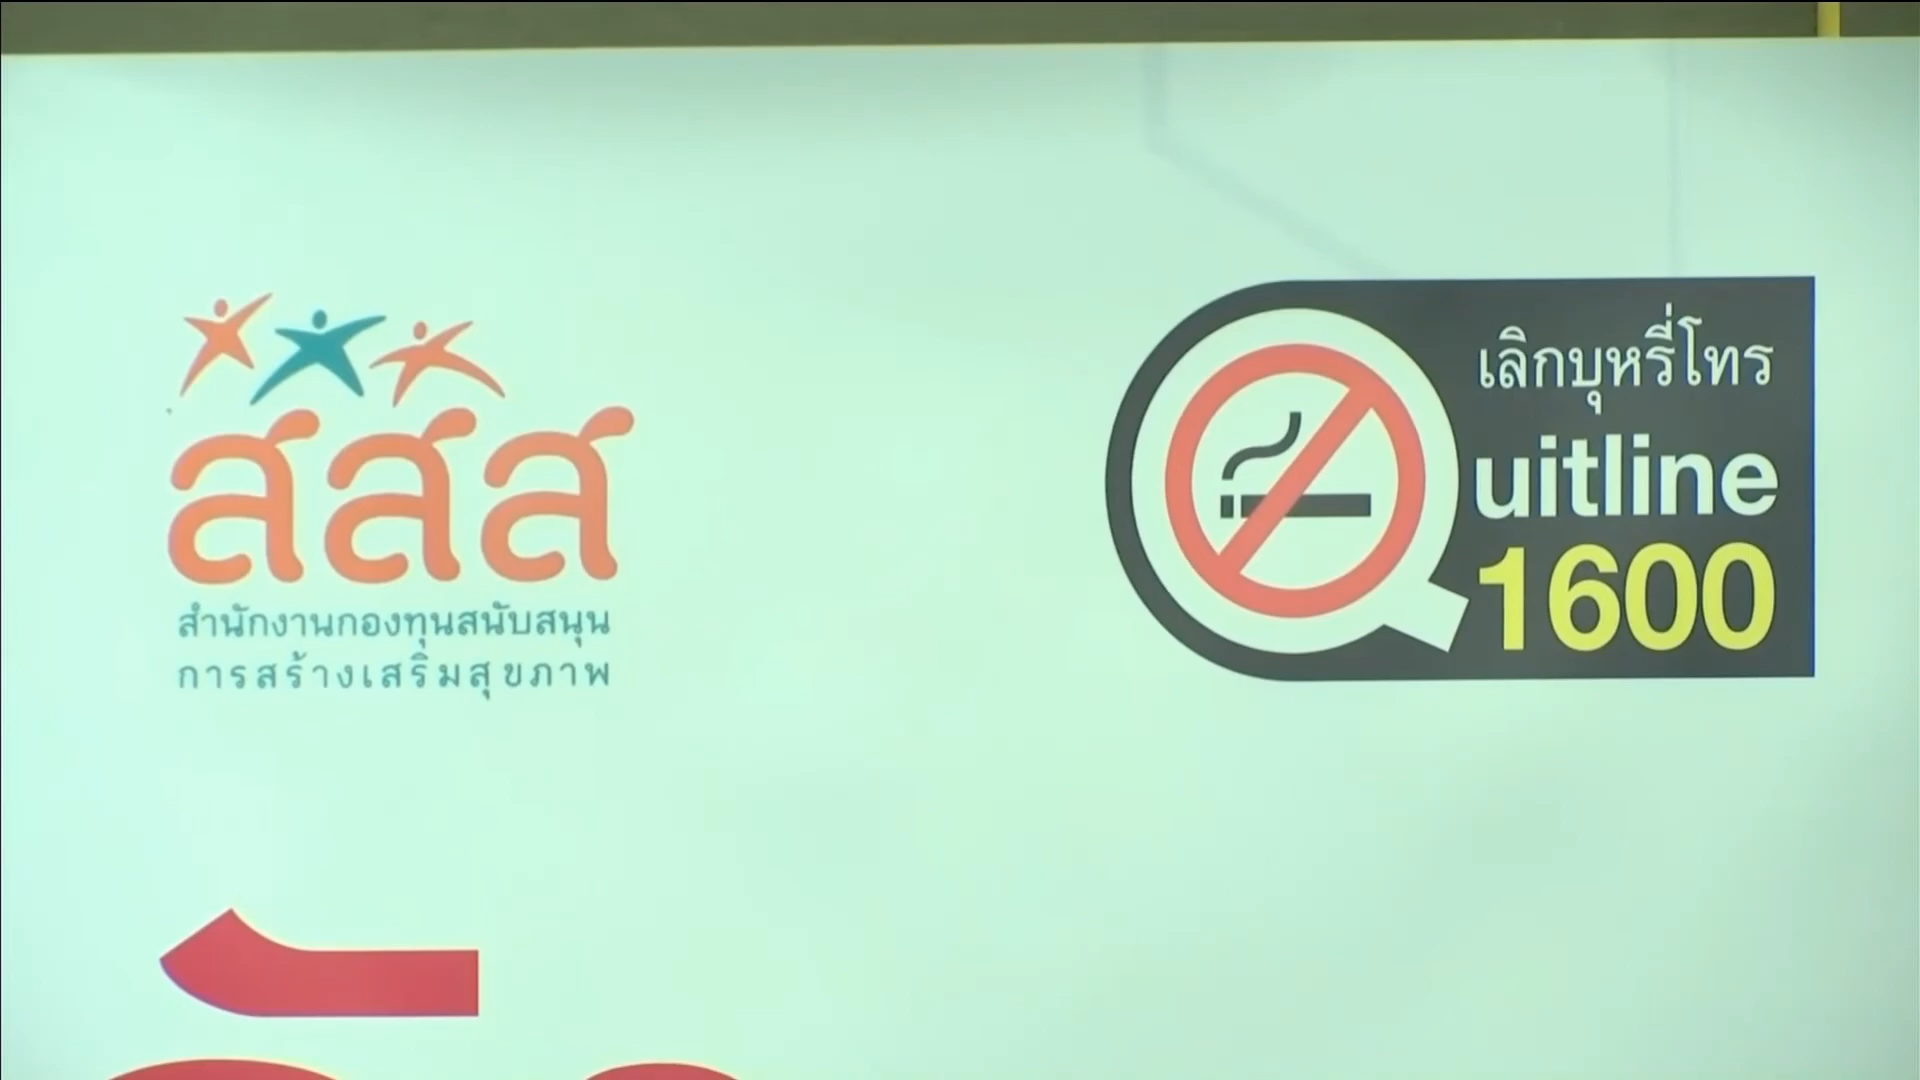 สสส
สำนักงานกองทุนสนับสนุน
การสร้างเสริมสุขภาพ
เลิกบุหรี่โทร
Quitline
1600